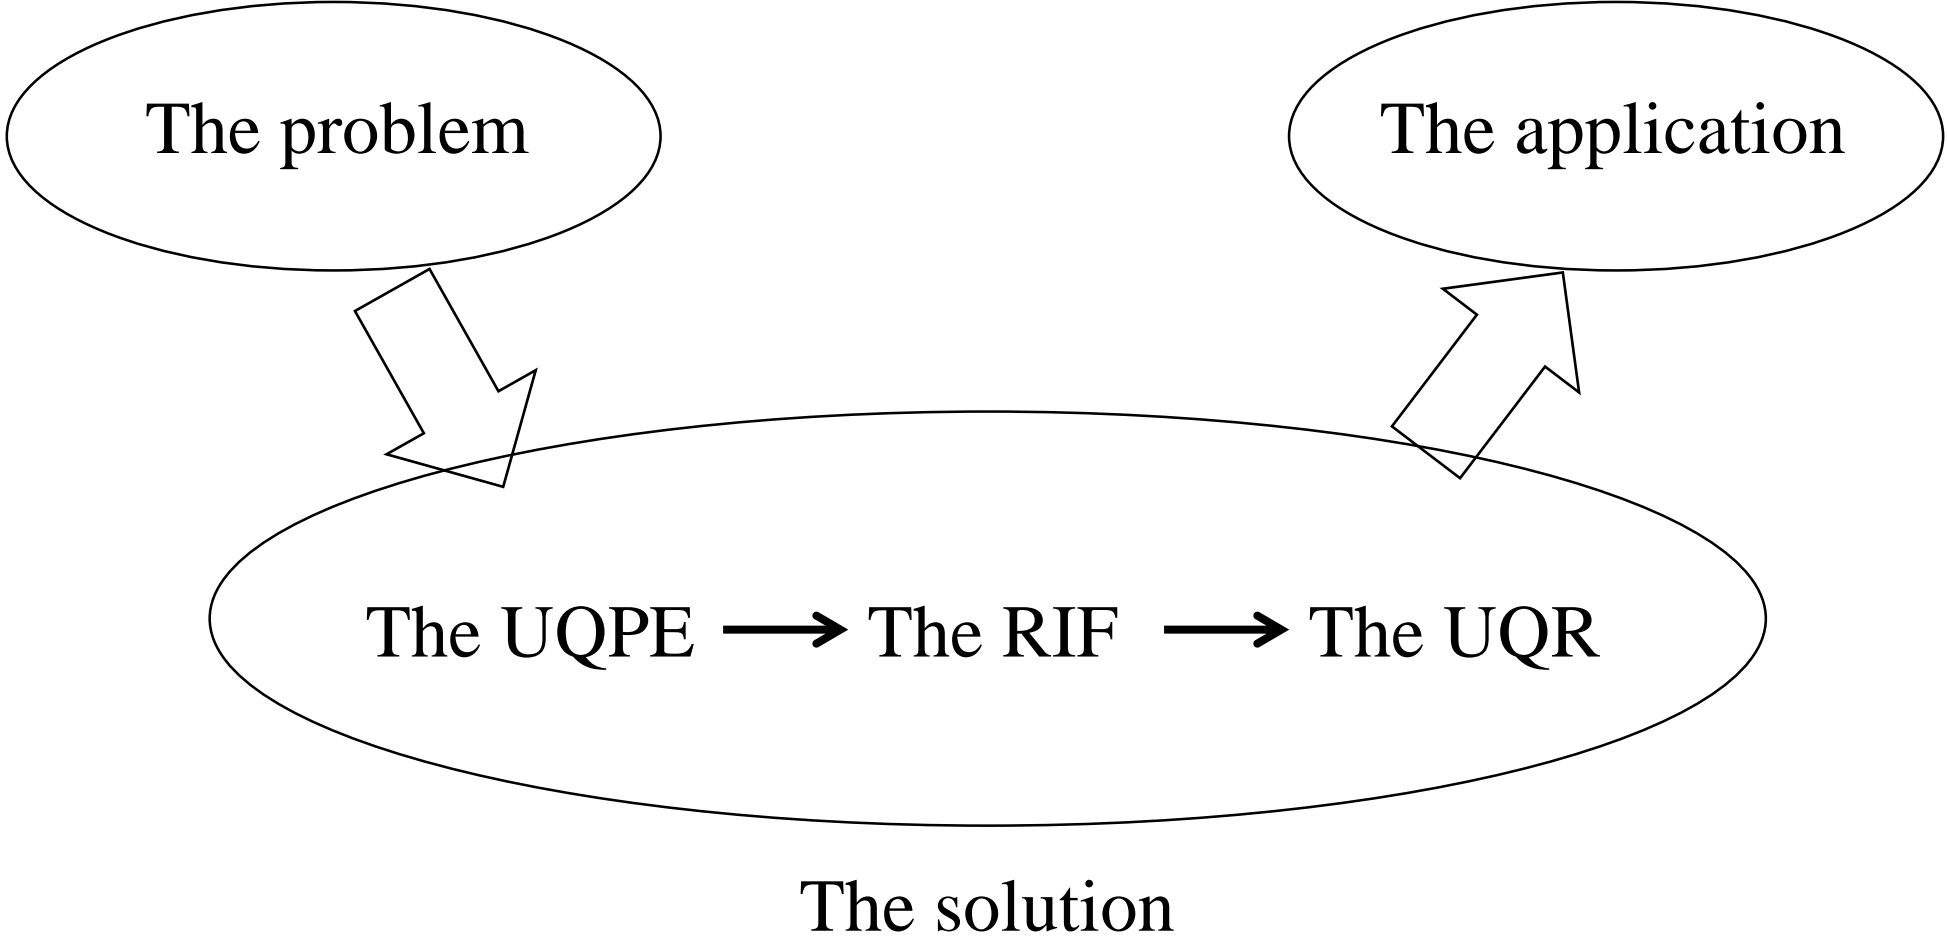 The problem
The application
The UQPE → The RIF → The UQR
The solution